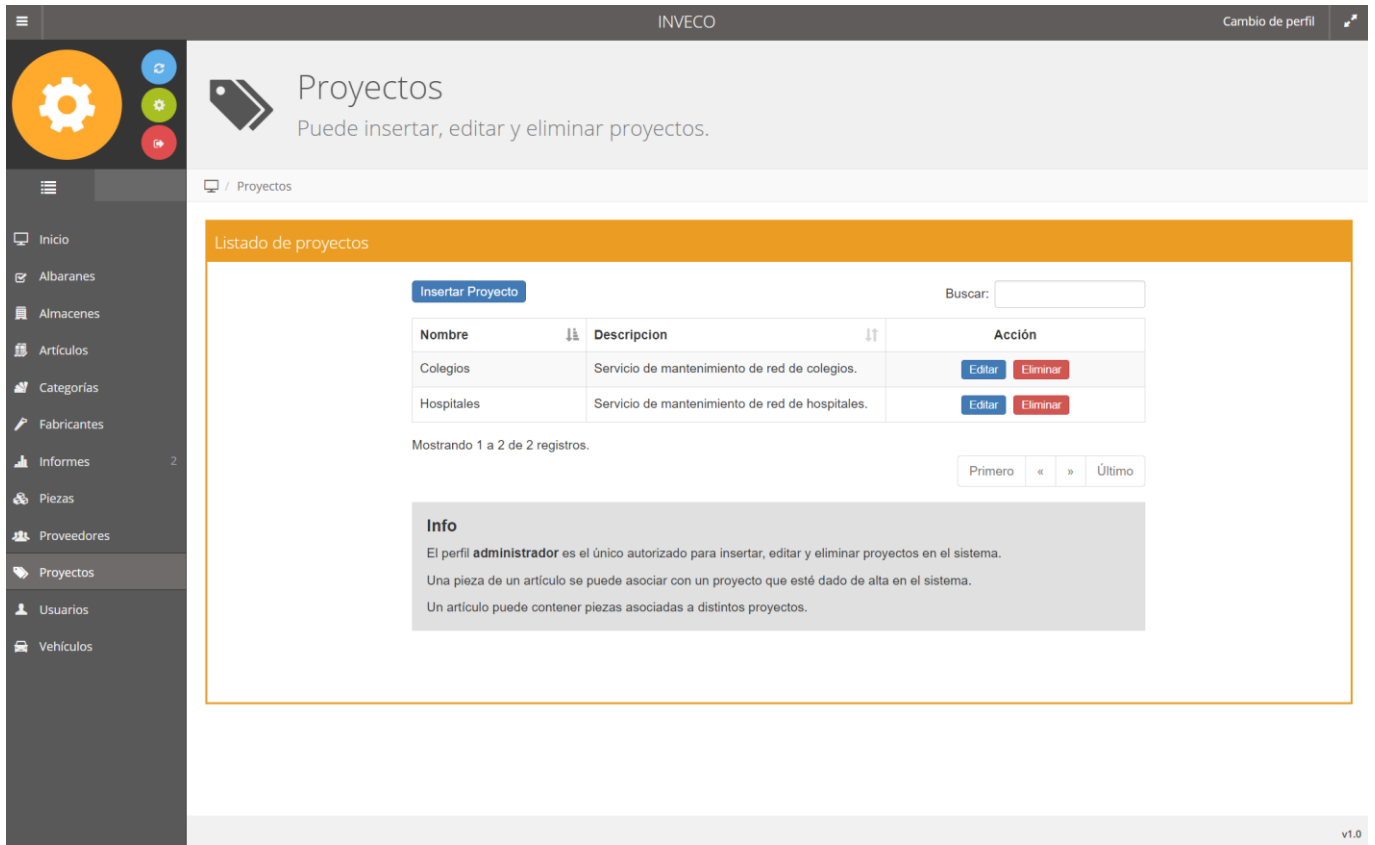 INVECO
Cambio de perfil
Proyectos
Puede insertar, editar y eliminar proyectos.
/ Proyectos
Inicio
Albaranes
Almacenes
Artículos
Categorías
Fabricantes
Informes 2
Piezas
Proveedores
Proyectos
Usuarios
Vehículos
Listado de proyectos
Insertar Proyecto
Buscar:
Nombre Descripcion Acción
Colegios Servicio de mantenimiento de red de colegios. Editar Eliminar
Hospitales Servicio de mantenimiento de red de hospitales. Editar Eliminar
Mostrando 1 a 2 de 2 registros.
Primero « » Último
Info
El perfil administrador es el único autorizado para insertar, editar y eliminar proyectos en el sistema.
Una pieza de un artículo se puede asociar con un proyecto que esté dado de alta en el sistema.
Un artículo puede contener piezas asociadas a distintos proyectos.
v1.0